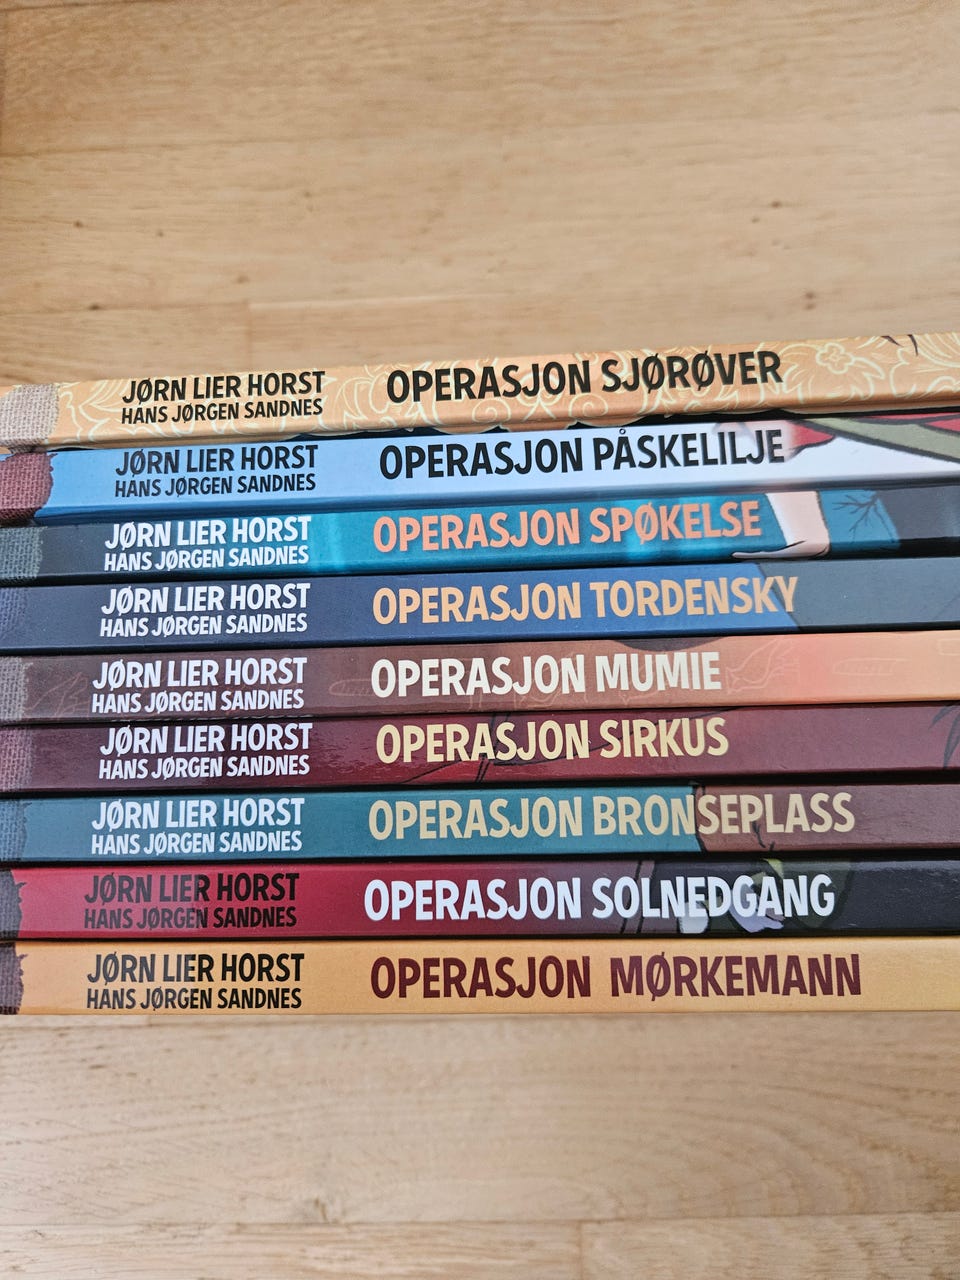 JØRN LIER HORST
HANS JØRGEN SANDNES
OPERASJON SJØRØVER
JØRN LIER HORST
HANS JØRGEN SANDNES
OPERASJON PÅSKELILJE
JØRN LIER HORST
HANS JØRGEN SANDNES
OPERASJON SPØKELSE
JØRN LIER HORST
HANS JØRGEN SANDNES
OPERASJON TORDENSKY
JØRN LIER HORST
HANS JØRGEN SANDNES
OPERASJON MUMIE
JØRN LIER HORST
HANS JØRGEN SANDNES
OPERASJON SIRKUS
JØRN LIER HORST
HANS JØRGEN SANDNES
OPERASJON BRONSEPLASS
JØRN LIER HORST
HANS JØRGEN SANDNES
OPERASJON SOLNEDGANG
JØRN LIER HORST
HANS JØRGEN SANDNES
OPERASJON MØRKEMANN